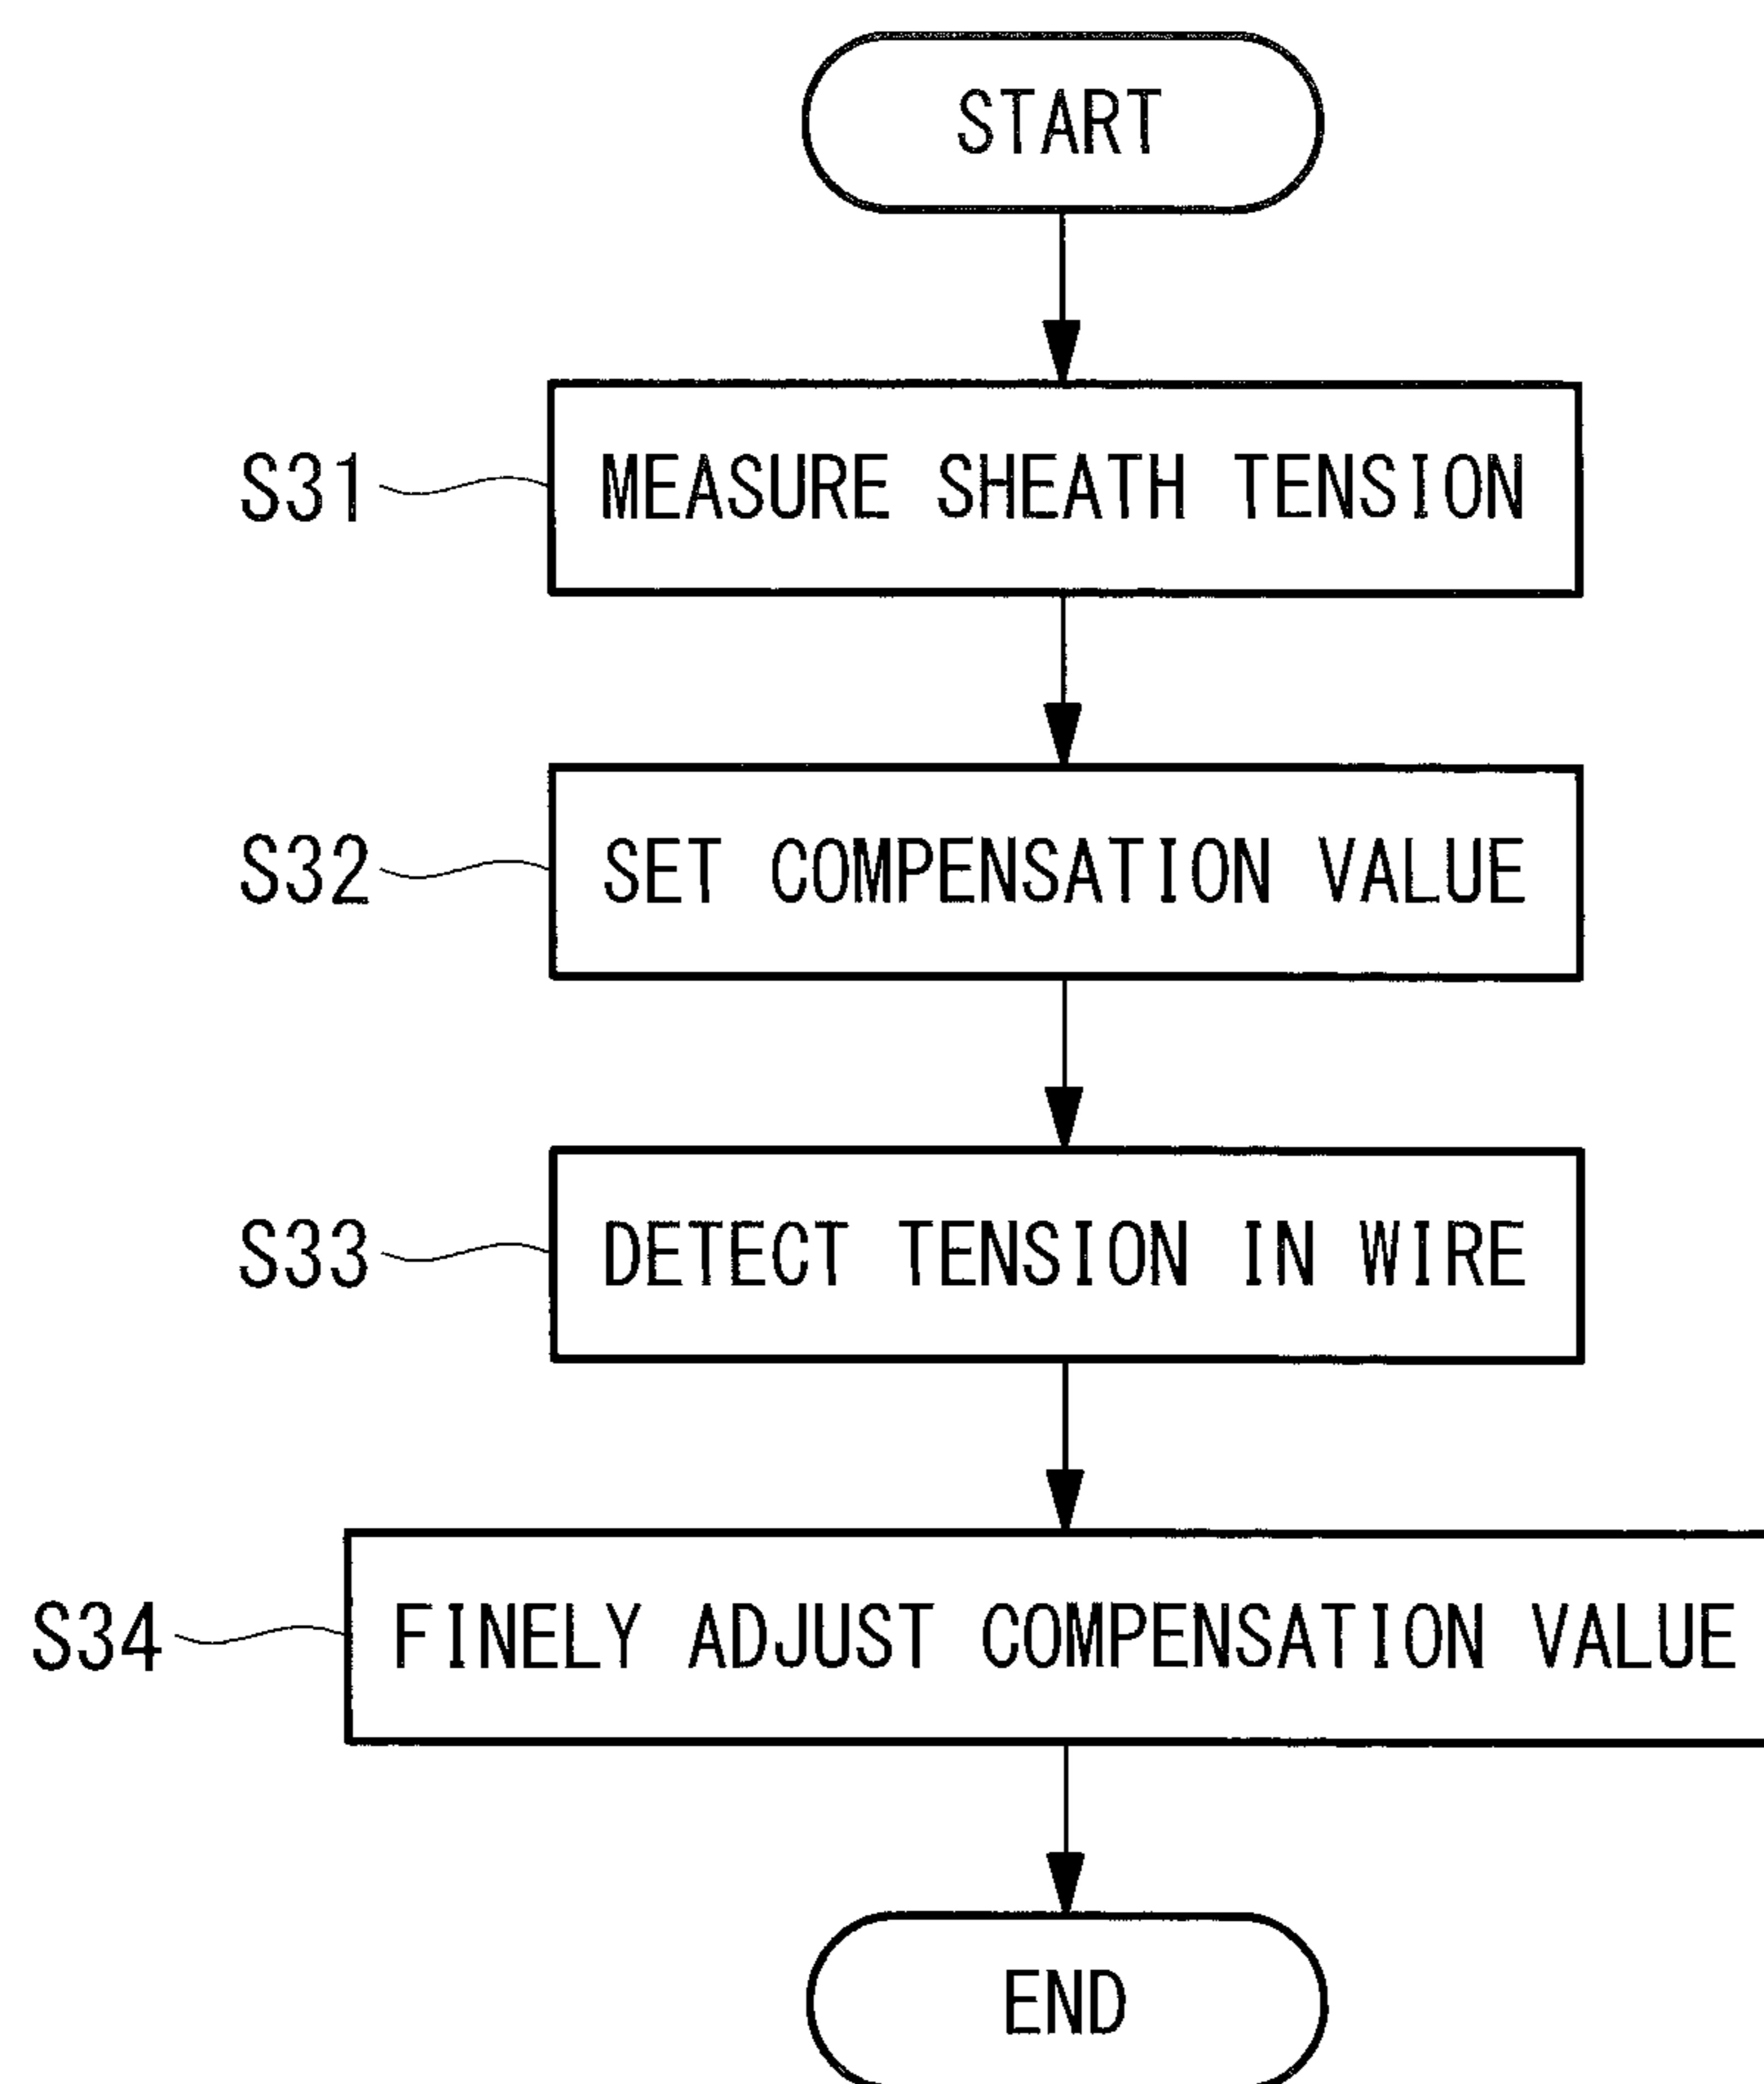 START
S31 MEASURE SHEATH TENSION
S32 SET COMPENSATION VALUE
S33 DETECT TENSION IN WIRE
S34 FINELY ADJUST COMPENSATION VALUE
END